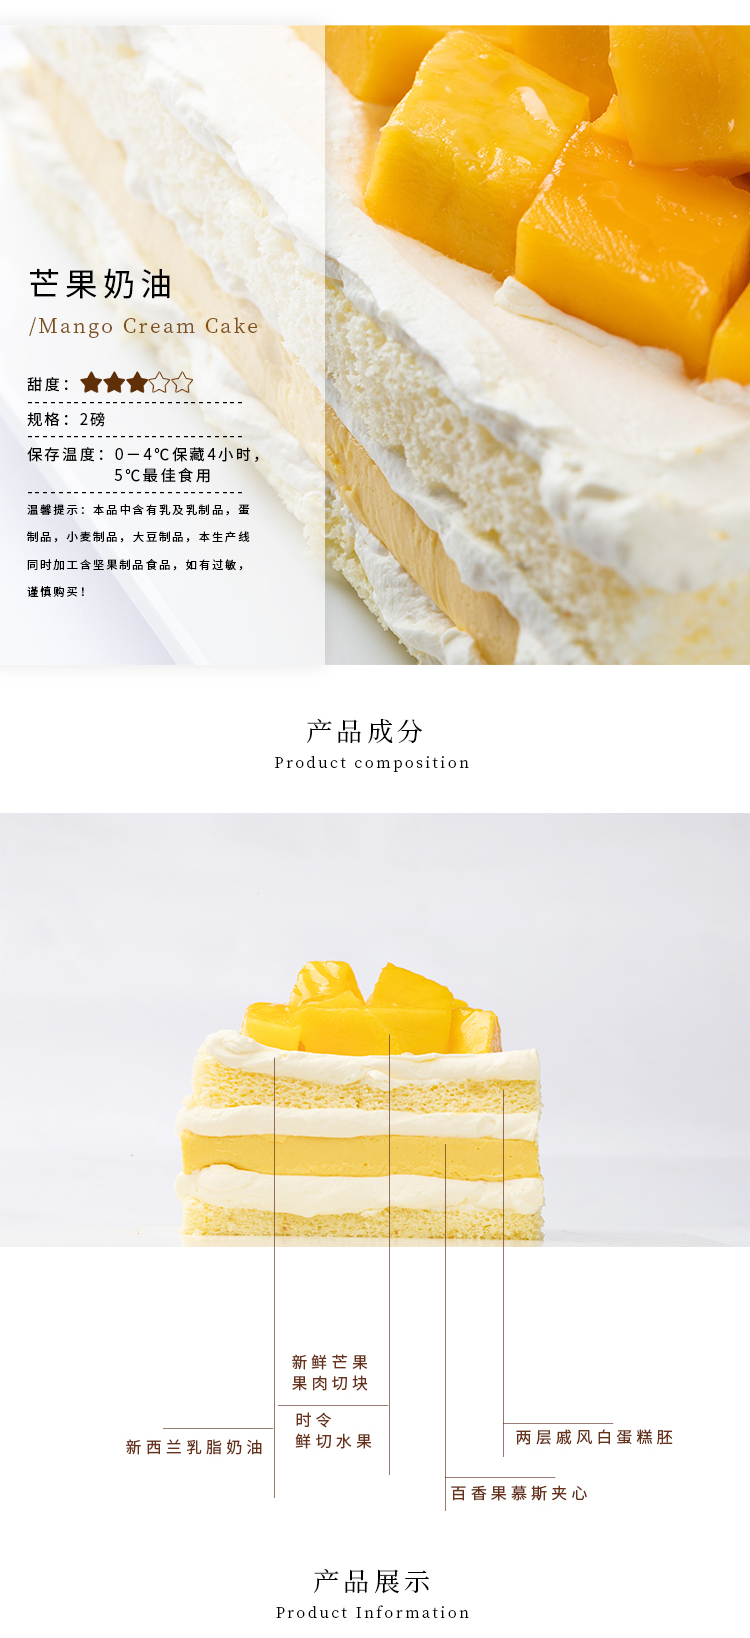 芒果奶油
/Mango Cream Cake
甜度：
规格：2磅
保存温度：0－4℃保藏4小时，
5℃最佳食用
温馨提示：本品中含有乳及乳制品，蛋
制品，小麦制品，大豆制品，本生产线
同时加工含坚果制品食品，如有过敏，
谨慎购买！
产品成分
Product composition
新鲜芒果
果肉切块
时令
鲜切水果
新西兰乳脂奶油
两层戚风白蛋糕胚
百香果慕斯夹心
产品展示
Product Information